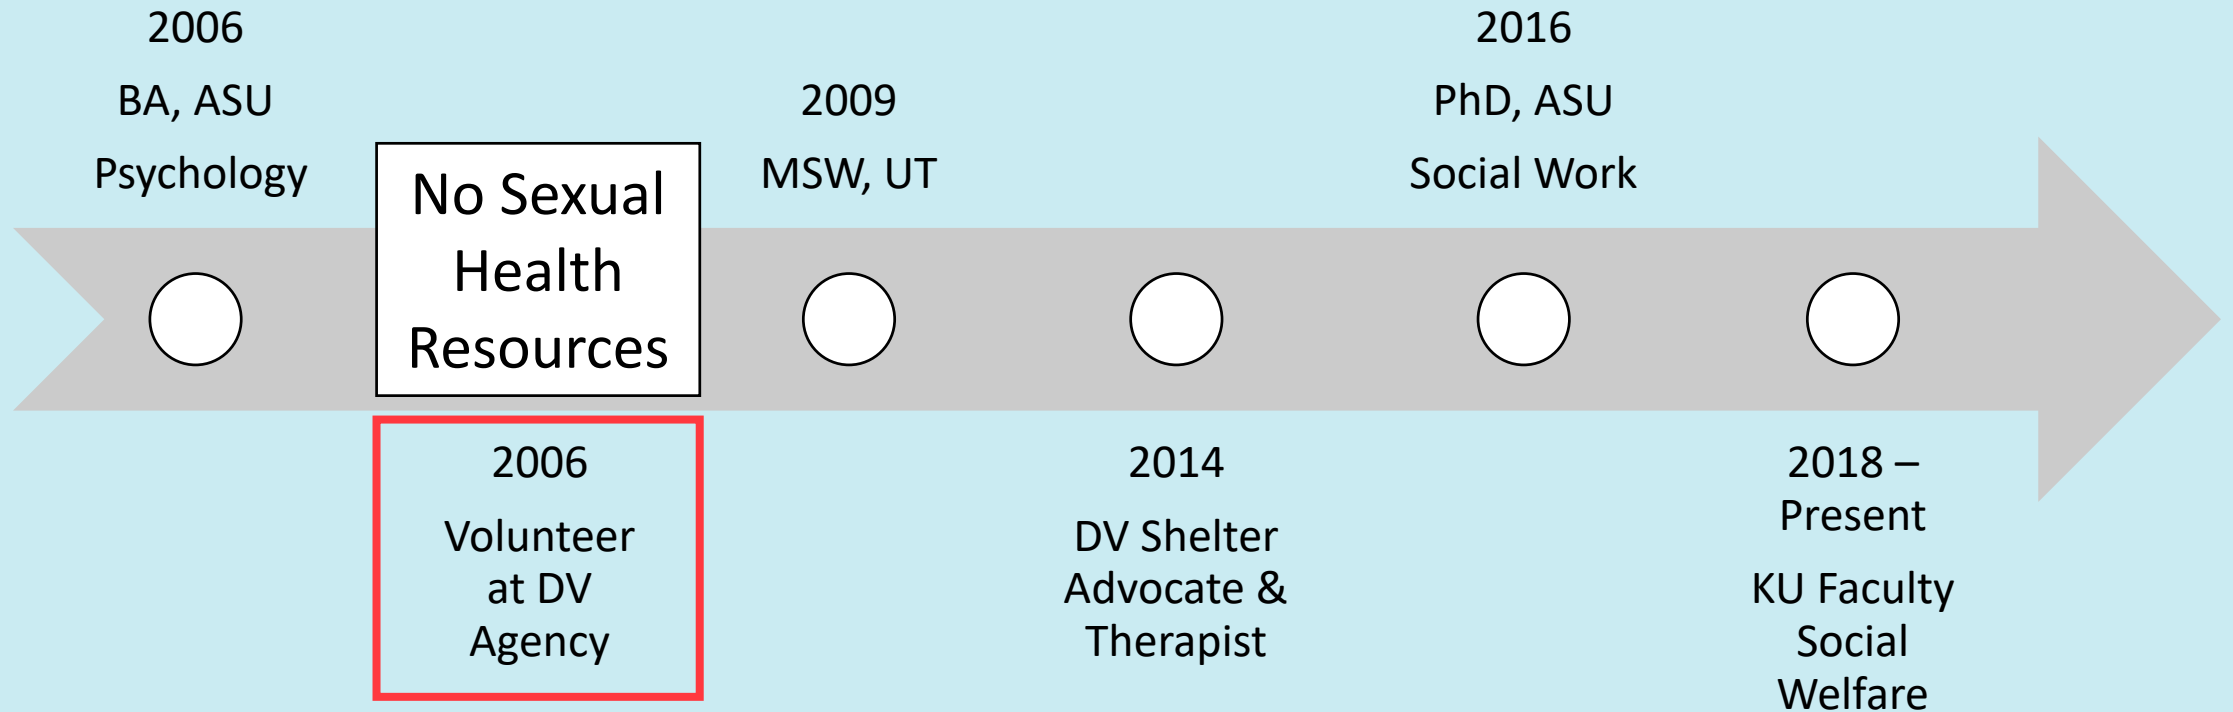 2006
BA, ASU
Psychology
No Sexual
Health
Resources
2006
Volunteer
at DV
Agency
2009
MSW, UT
2014
DV Shelter
Advocate &
Therapist
2016
PhD, ASU
Social Work
2018 –
Present
KU Faculty
Social
Welfare